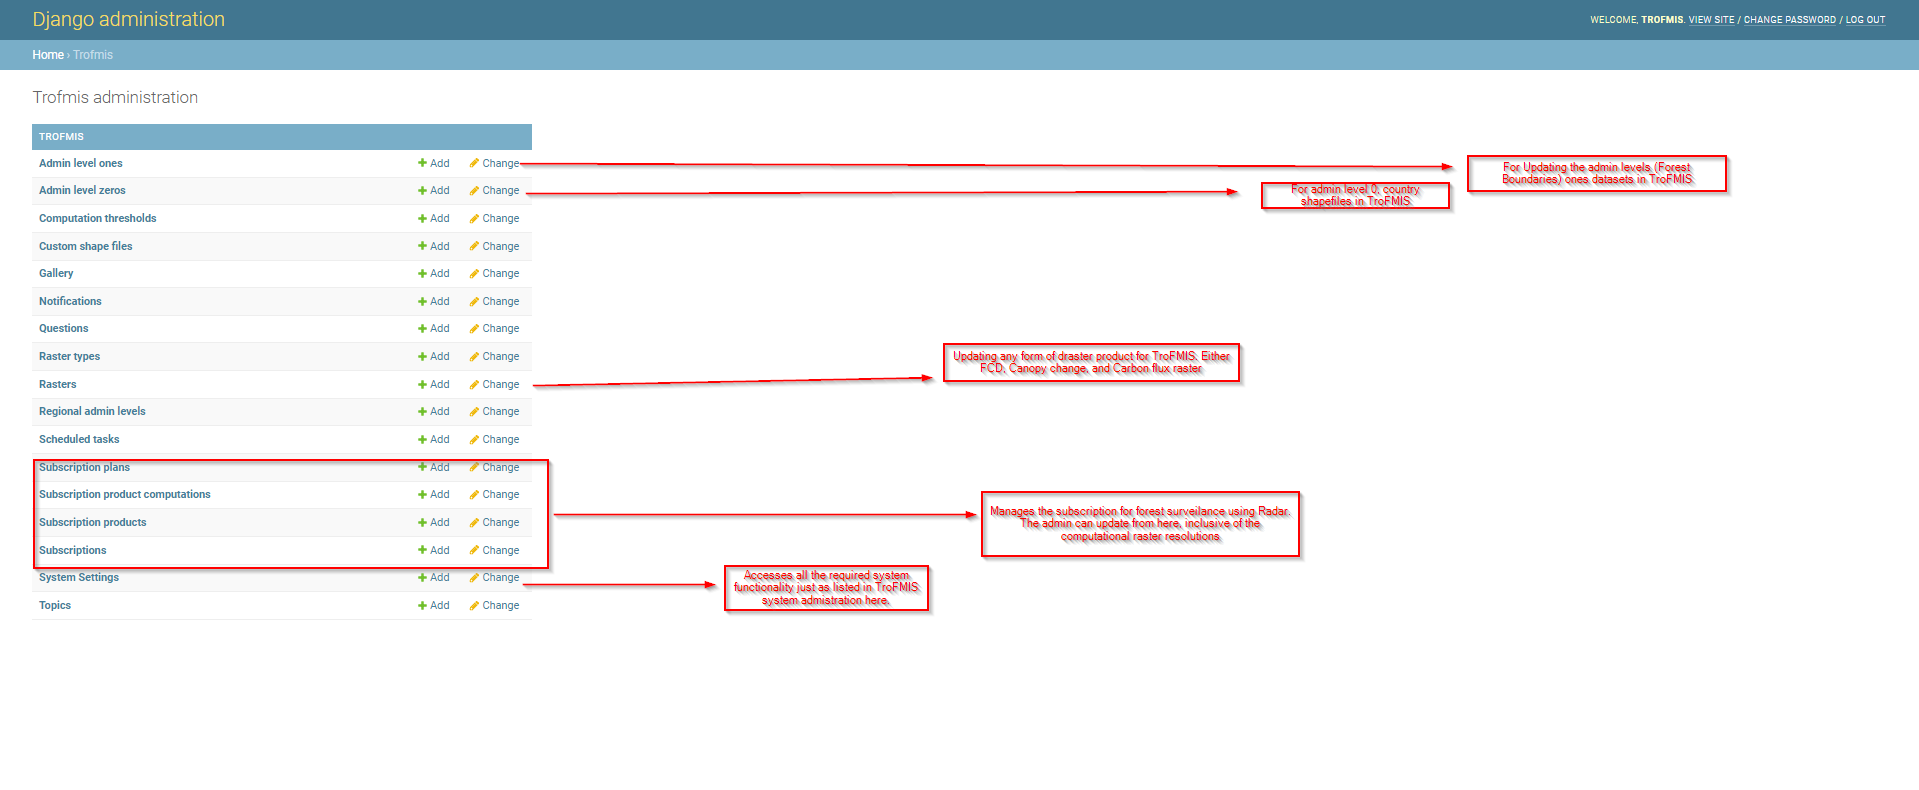 Django administration
WELCOME, TROFMIS. VIEW SITE / CHANGE PASSWORD / LOG OUT
Home › Trofmis
Trofmis administration
TROFMIS
Admin level ones Add Change
For Updating the admin levels (Forest
Boundaries) ones datasets in TroFMIS
Admin level zeros Add Change
For admin level 0, country
shapefiles in TroFMIS
Computation thresholds Add Change
Custom shape files Add Change
Gallery Add Change
Notifications Add Change
Questions Add Change
Raster types Add Change
Updating any form of draster product for TroFMIS. Either
FCD, Canopy change, and Carbon flux raster
Rasters Add Change
Regional admin levels Add Change
Scheduled tasks Add Change
Subscription plans Add Change
Subscription product computations Add Change
Subscription products Add Change
Subscriptions Add Change
Manages the subscription for forest surveilance using Radar.
The admin can update from here, inclusive of the
computational raster resolutions
System Settings Add Change
Accesses all the required system
functionality just as listed in TroFMIS
system admistration here.
Topics Add Change